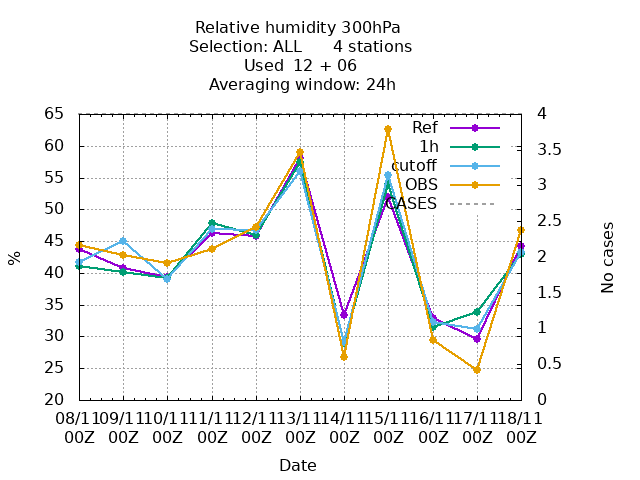 Relative humidity 300hPa
Selection: ALL 4 stations
Used 12 + 06
Averaging window: 24h
65
60
55
50
45
40
35
30
25
20
%
4
3.5
3
2.5
2
1.5
1
0.5
0
No cases
Ref
1h
cutoff
OBS
CASES
08/11 09/11 10/11 11/11 12/11 13/11 14/11 15/11 16/11 17/11 18/11
00Z 00Z 00Z 00Z 00Z 00Z 00Z 00Z 00Z 00Z 00Z
Date